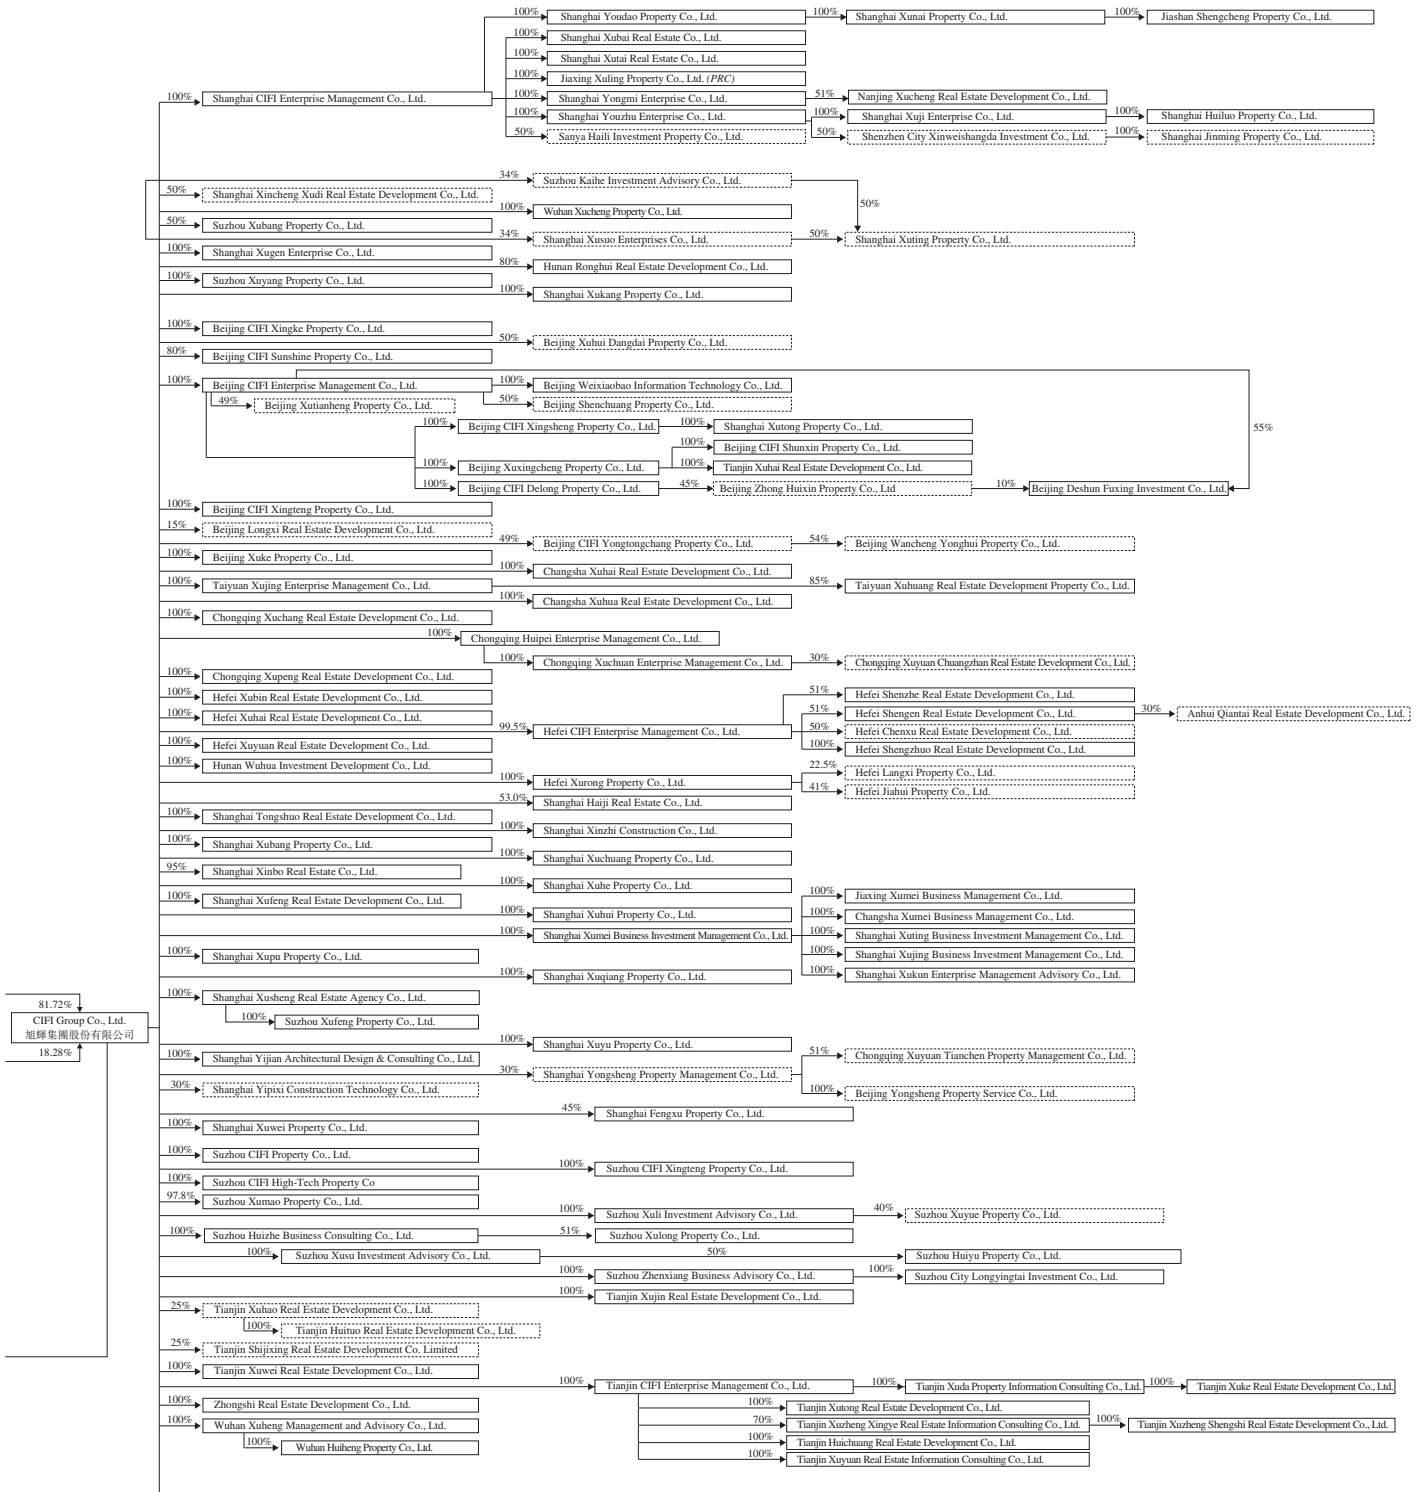 100% Shanghai Youdao Property Co., Ltd. 100% Shanghai Xunai Property Co., Ltd. 100% Jiashan Shengcheng Property Co., Ltd.
100% Shanghai Xubai Real Estate Co., Ltd.
100% Shanghai Xutai Real Estate Co., Ltd.
100% Jiaxing Xuling Property Co., Ltd. (PRC)
100% Shanghai CIFI Enterprise Management Co., Ltd. 100% Shanghai Yongmi Enterprise Co., Ltd. 51% Nanjing Xucheng Real Estate Development Co., Ltd.
100% Shanghai Youzhu Enterprise Co., Ltd. 100% Shanghai Xuji Enterprise Co., Ltd. 100% Shanghai Huiluo Property Co., Ltd.
50% Sanya Haili Investment Property Co., Ltd. 50% Shenzhen City Xinweishangda Investment Co., Ltd. 100% Shanghai Jinming Property Co., Ltd.
34% Suzhou Kaihe Investment Advisory Co., Ltd.
50% Shanghai Xincheng Xudi Real Estate Development Co., Ltd.
50%
100% Wuhan Xucheng Property Co., Ltd.
50% Suzhou Xubang Property Co., Ltd.
34% Shanghai Xusuo Enterprises Co., Ltd. 50% Shanghai Xuting Property Co., Ltd.
100% Shanghai Xugen Enterprise Co., Ltd.
80% Hunan Ronghui Real Estate Development Co., Ltd.
100% Suzhou Xuyang Property Co., Ltd.
100% Shanghai Xukang Property Co., Ltd.
100% Beijing CIFI Xingke Property Co., Ltd.
50% Beijing Xuhui Dangdai Property Co., Ltd.
80% Beijing CIFI Sunshine Property Co., Ltd.
100% Beijing CIFI Enterprise Management Co., Ltd. 100% Beijing Weixiaobao Information Technology Co., Ltd.
49% Beijing Xutianheng Property Co., Ltd. 50% Beijing Shenchuang Property Co., Ltd.
100% Beijing CIFI Xingsheng Property Co., Ltd. 100% Shanghai Xutong Property Co., Ltd.
55%
100% Beijing CIFI Shunxin Property Co., Ltd.
100% Beijing Xuxingcheng Property Co., Ltd. 100% Tianjin Xuhai Real Estate Development Co., Ltd.
100% Beijing CIFI Delong Property Co., Ltd. 45% Beijing Zhong Huixin Property Co., Ltd 10% Beijing Deshun Fuxing Investment Co., Ltd.
100% Beijing CIFI Xingteng Property Co., Ltd.
15% Beijing Longxi Real Estate Development Co., Ltd.
49% Beijing CIFI Yongtongchang Property Co., Ltd. 54% Beijing Wancheng Yonghui Property Co., Ltd.
100% Beijing Xuke Property Co., Ltd.
100% Changsha Xuhai Real Estate Development Co., Ltd.
100% Taiyuan Xujing Enterprise Management Co., Ltd. 85% Taiyuan Xuhuang Real Estate Development Property Co., Ltd.
100% Changsha Xuhua Real Estate Development Co., Ltd.
100% Chongqing Xuchang Real Estate Development Co., Ltd.
100% Chongqing Huipei Enterprise Management Co., Ltd.
100% Chongqing Xuchuan Enterprise Management Co., Ltd. 30% Chongqing Xuyuan Chuangzhan Real Estate Development Co., Ltd.
100% Chongqing Xupeng Real Estate Development Co., Ltd.
100% Hefei Xubin Real Estate Development Co., Ltd. 51% Hefei Shenzhe Real Estate Development Co., Ltd.
100% Hefei Xuhai Real Estate Development Co., Ltd. 51% Hefei Shengen Real Estate Development Co., Ltd. 30% Anhui Qiantai Real Estate Development Co., Ltd.
99.5% Hefei CIFI Enterprise Management Co., Ltd. 50% Hefei Chenxu Real Estate Development Co., Ltd.
100% Hefei Xuyuan Real Estate Development Co., Ltd. 100% Hefei Shengzhuo Real Estate Development Co., Ltd.
100% Hunan Wuhua Investment Development Co., Ltd. 22.5% Hefei Langxi Property Co., Ltd.
100% Hefei Xurong Property Co., Ltd.
41% Hefei Jiahui Property Co., Ltd.
53.0% Shanghai Haiji Real Estate Co., Ltd.
100% Shanghai Tongshuo Real Estate Development Co., Ltd.
100% Shanghai Xinzhi Construction Co., Ltd.
100% Shanghai Xubang Property Co., Ltd.
100% Shanghai Xuchuang Property Co., Ltd.
95% Shanghai Xinbo Real Estate Co., Ltd.
100% Shanghai Xuhe Property Co., Ltd.
100% Jiaxing Xumei Business Management Co., Ltd.
100% Shanghai Xufeng Real Estate Development Co., Ltd.
100% Shanghai Xuhui Property Co., Ltd. 100% Changsha Xumei Business Management Co., Ltd.
100% Shanghai Xumei Business Investment Management Co., Ltd. 100% Shanghai Xuting Business Investment Management Co., Ltd.
100% Shanghai Xupu Property Co., Ltd. 100% Shanghai Xujing Business Investment Management Co., Ltd.
100% Shanghai Xuqiang Property Co., Ltd. 100% Shanghai Xukun Enterprise Management Advisory Co., Ltd.
100% Shanghai Xusheng Real Estate Agency Co., Ltd.
81.72%
CIFI Group Co., Ltd. 100% Suzhou Xufeng Property Co., Ltd.
旭輝集團股份有限公司
100% Shanghai Xuyu Property Co., Ltd.
18.28%
51% Chongqing Xuyuan Tianchen Property Management Co., Ltd.
100% Shanghai Yijian Architectural Design & Consulting Co., Ltd.
30% Shanghai Yongsheng Property Management Co., Ltd.
30% Shanghai Yipixi Construction Technology Co., Ltd. 100% Beijing Yongsheng Property Service Co., Ltd.
45% Shanghai Fengxu Property Co., Ltd.
100% Shanghai Xuwei Property Co., Ltd.
100% Suzhou CIFI Property Co., Ltd.
100% Suzhou CIFI Xingteng Property Co., Ltd.
100% Suzhou CIFI High-Tech Property Co
97.8% Suzhou Xumao Property Co., Ltd.
100% Suzhou Xuli Investment Advisory Co., Ltd. 40% Suzhou Xuyue Property Co., Ltd.
100% Suzhou Huizhe Business Consulting Co., Ltd. 51% Suzhou Xulong Property Co., Ltd.
100% Suzhou Xusu Investment Advisory Co., Ltd. 50% Suzhou Huiyu Property Co., Ltd.
100% Suzhou Zhenxiang Business Advisory Co., Ltd. 100% Suzhou City Longyingtai Investment Co., Ltd.
100% Tianjin Xujin Real Estate Development Co., Ltd.
25% Tianjin Xuhao Real Estate Development Co., Ltd.
100% Tianjin Huituo Real Estate Development Co., Ltd.
25% Tianjin Shijixing Real Estate Development Co. Limited
100% Tianjin Xuwei Real Estate Development Co., Ltd.
100% Tianjin CIFI Enterprise Management Co., Ltd. 100% Tianjin Xuda Property Information Consulting Co., Ltd. 100% Tianjin Xuke Real Estate Development Co., Ltd.
100% Zhongshi Real Estate Development Co., Ltd. 100% Tianjin Xutong Real Estate Development Co., Ltd.
100% Wuhan Xuheng Management and Advisory Co., Ltd. 70% Tianjin Xuzheng Xingye Real Estate Information Consulting Co., Ltd. 100% Tianjin Xuzheng Shengshi Real Estate Development Co., Ltd.
100% Wuhan Huiheng Property Co., Ltd. 100% Tianjin Huichuang Real Estate Development Co., Ltd.
100% Tianjin Xuyuan Real Estate Information Consulting Co., Ltd.